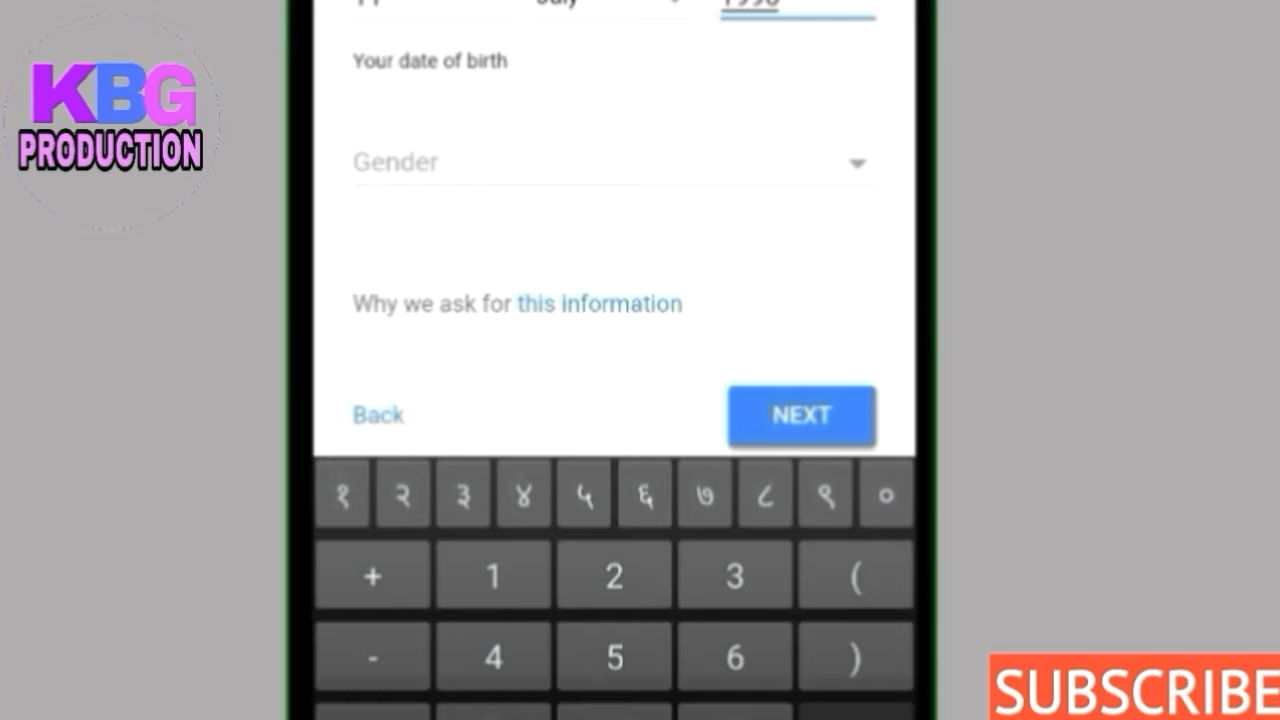 KBG
PRODUCTION
July
Your date of birth
Gender
Why we ask for this information
Back
NEXT
१ २ ३ ४ ५ ६ ७ ८ ९ ०
+ 1 2 3 (
- 4 5 6 )
SUBSCRIBE